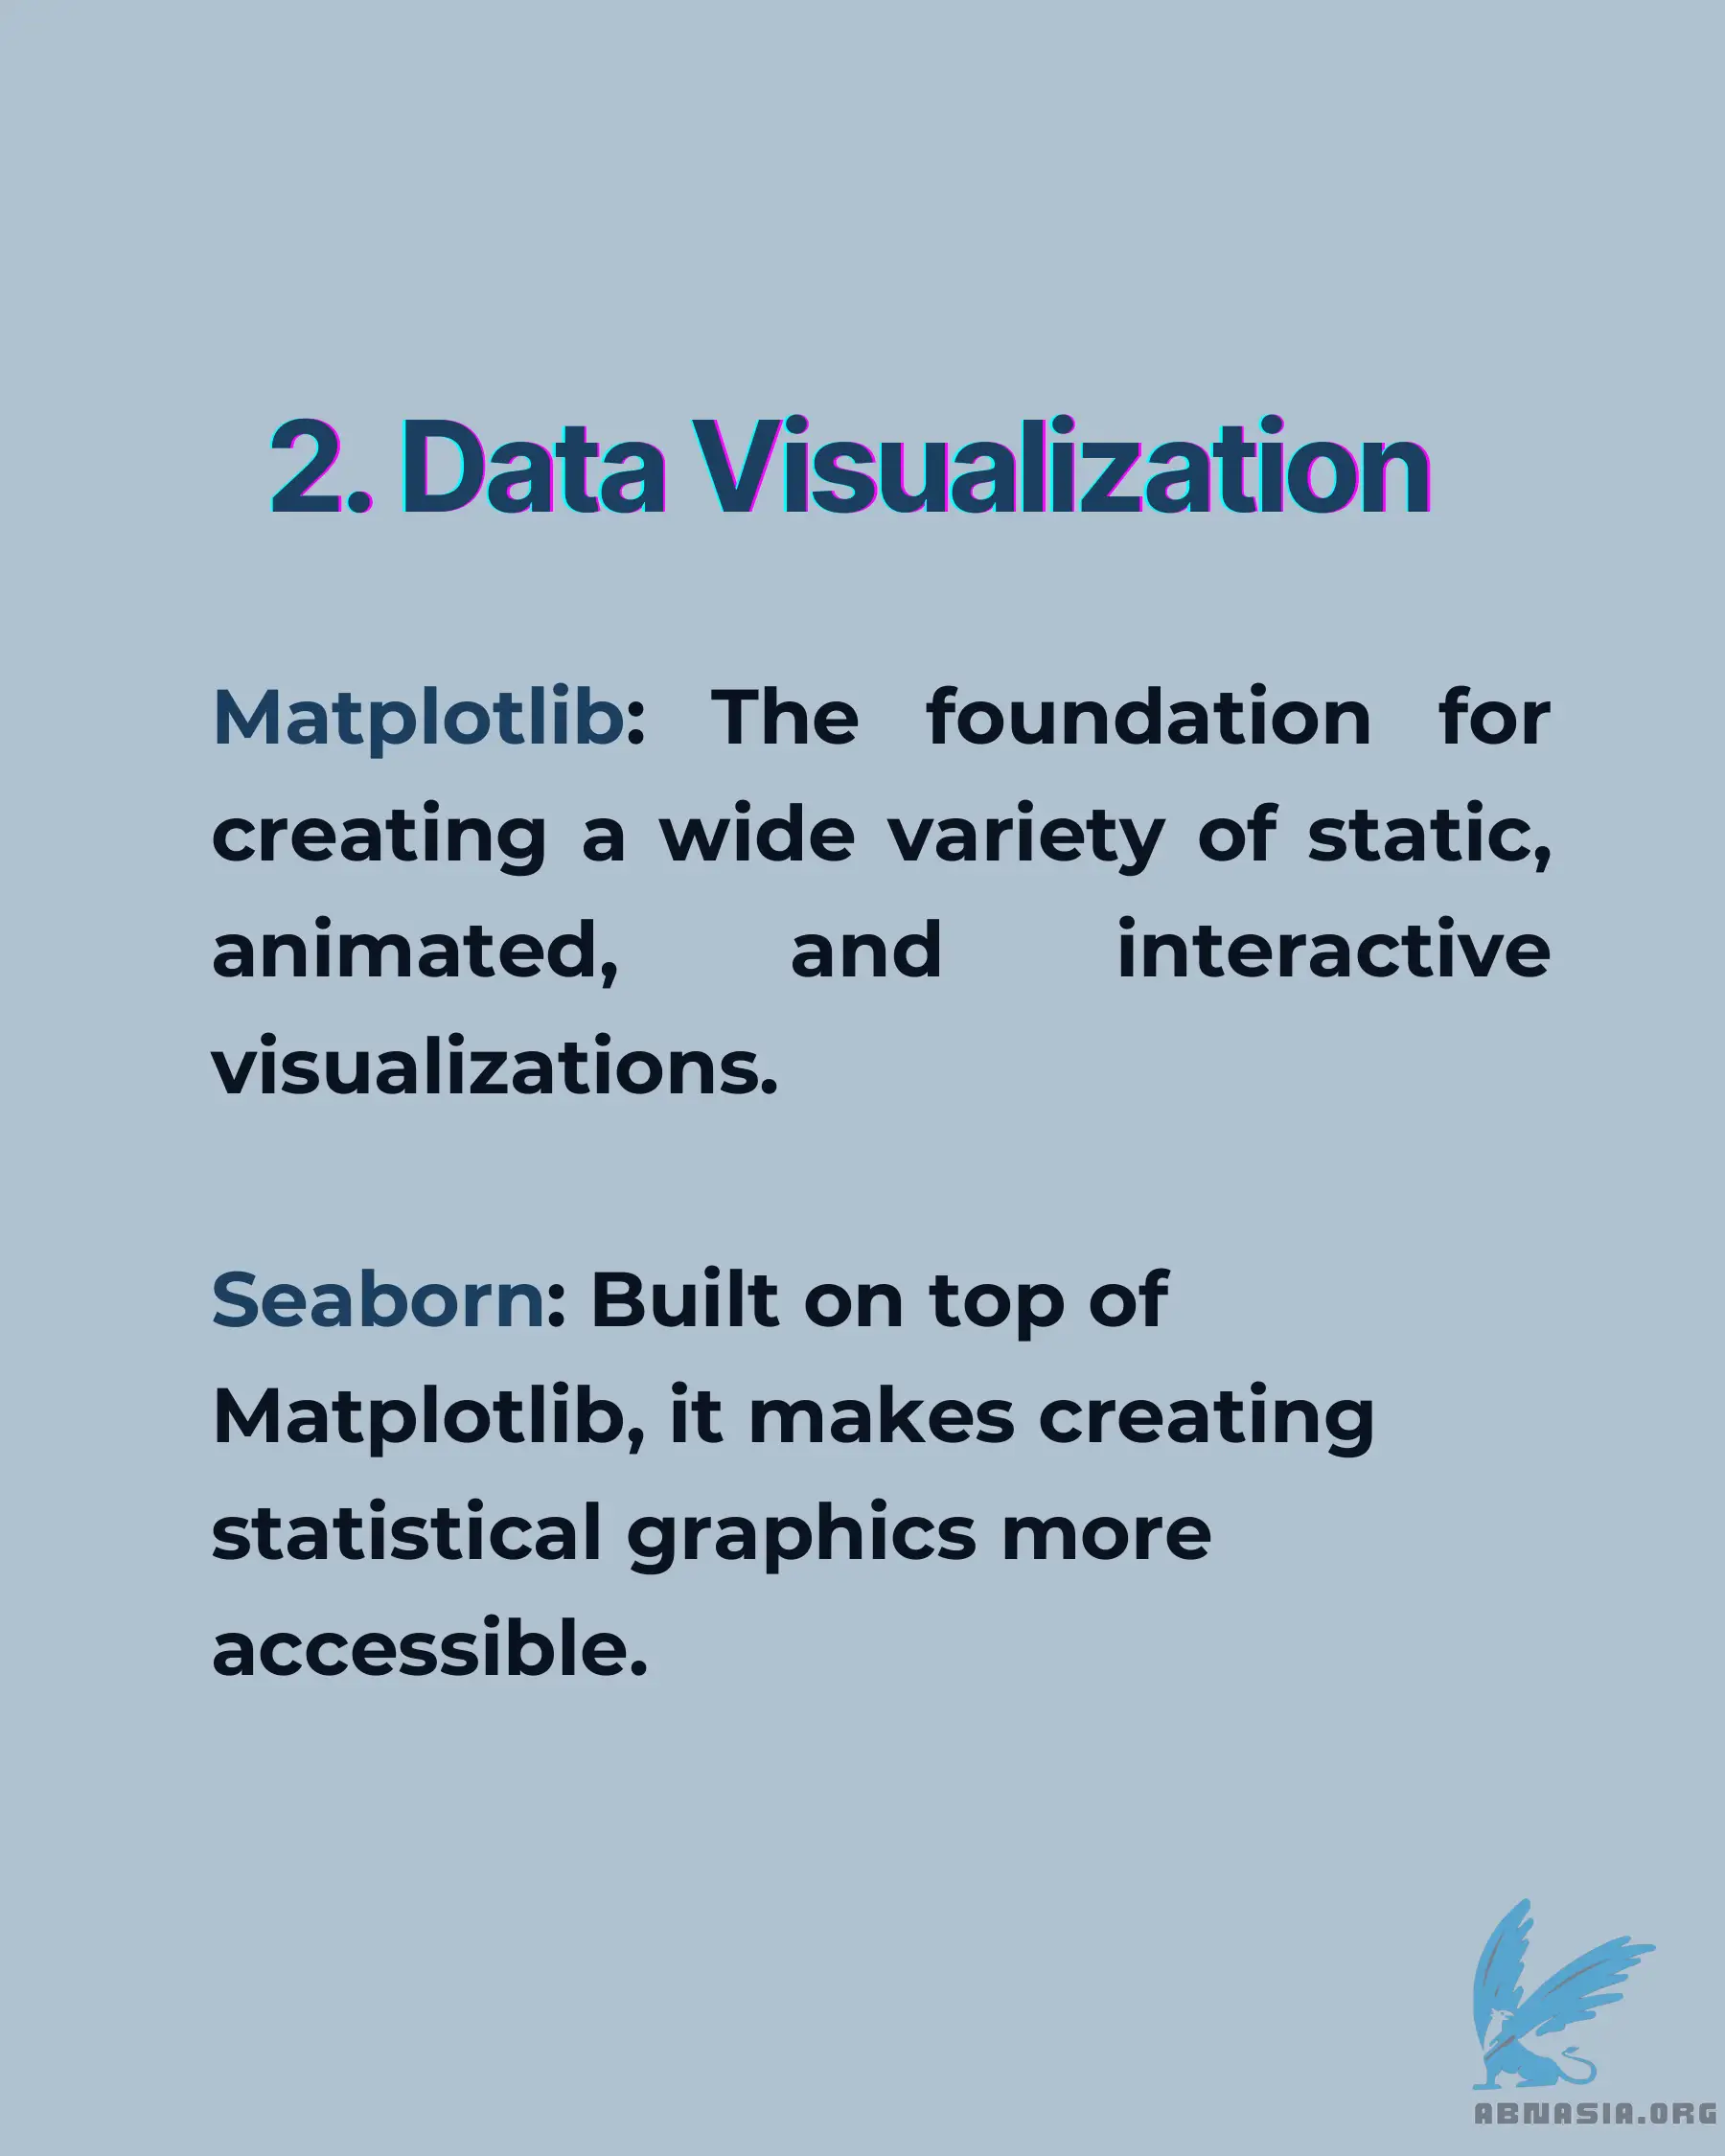 2. Data Visualization
Matplotlib: The foundation for
creating a wide variety of static,
animated, and interactive
visualizations.
Seaborn: Built on top of
Matplotlib, it makes creating
statistical graphics more
accessible.
ABNASIA.ORG